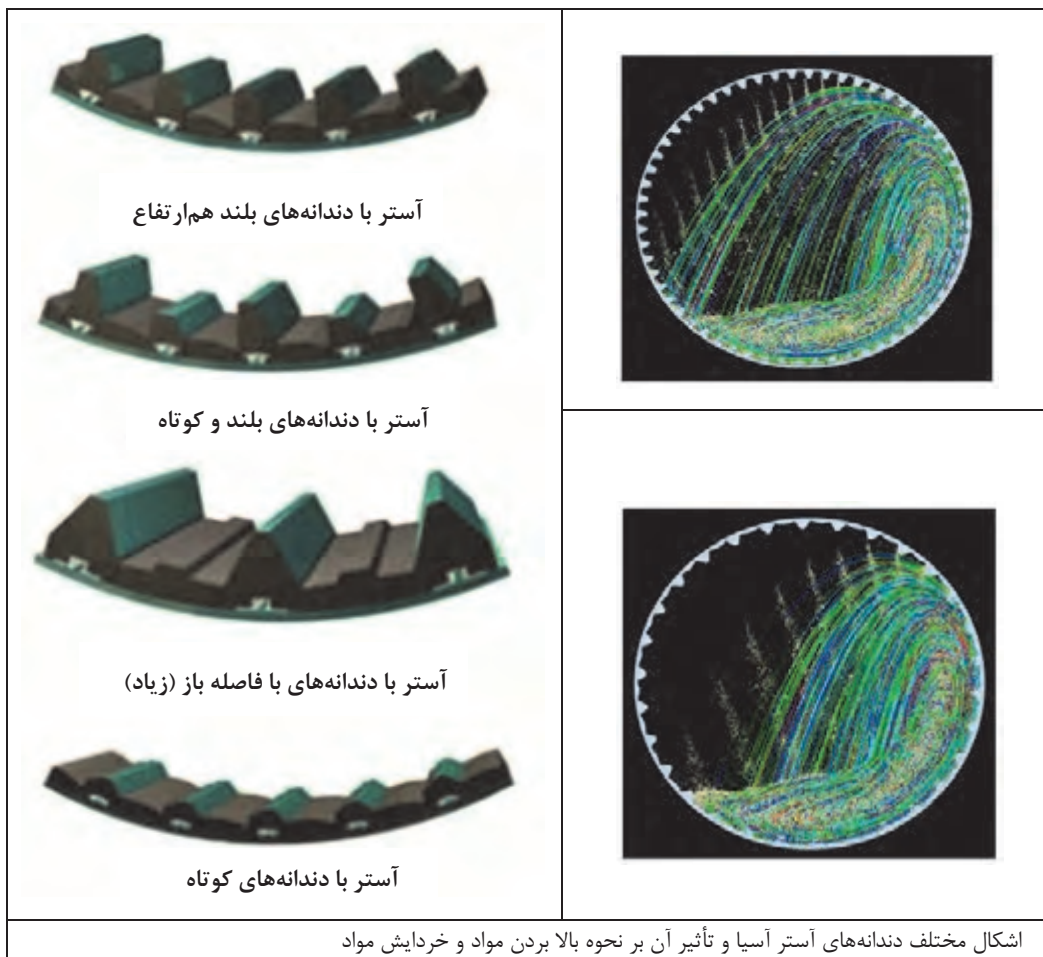 آستر با دندانه‌های بلند هم‌ارتفاع
آستر با دندانه‌های بلند و کوتاه
آستر با دندانه‌های با فاصله باز (زیاد)
آستر با دندانه‌های کوتاه
اشکال مختلف دندانه‌های آستر آسیا و تأثیر آن بر نحوه بالا بردن مواد و خردایش مواد